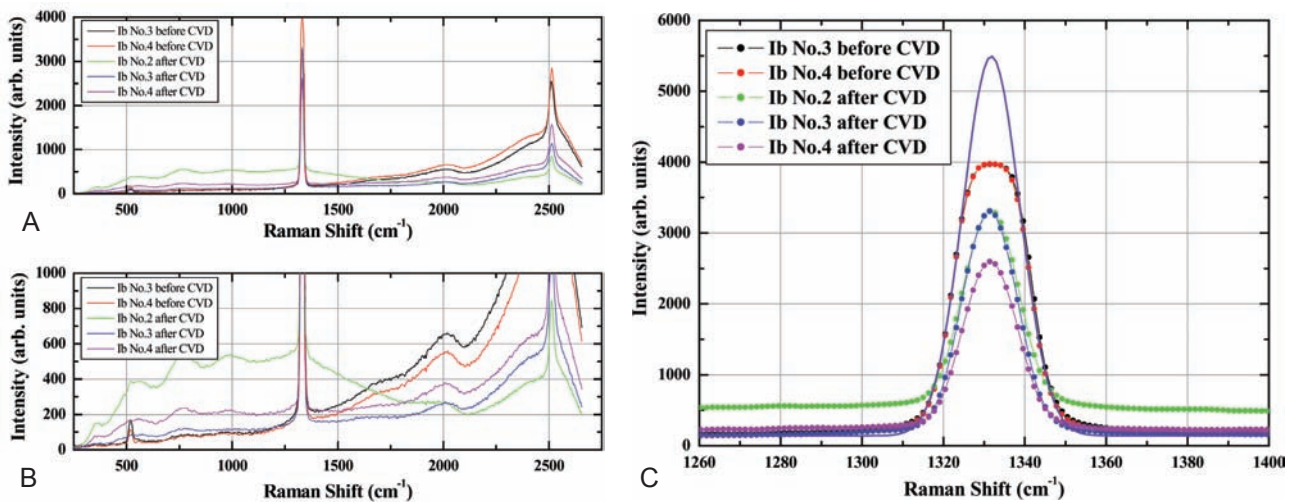 4000
3000
2000
1000
0
Intensity (arb. units)
Ib No.3 before CVD
Ib No.4 before CVD
Ib No.2 after CVD
Ib No.3 after CVD
Ib No.4 after CVD
500 1000 1500 2000 2500
Raman Shift (cm-1)
A
1000
800
600
400
200
0
Intensity (arb. units)
Ib No.3 before CVD
Ib No.4 before CVD
Ib No.2 after CVD
Ib No.3 after CVD
Ib No.4 after CVD
500 1000 1500 2000 2500
Raman Shift (cm-1)
B
6000
5000
4000
3000
2000
1000
0
Intensity (arb. units)
Ib No.3 before CVD
Ib No.4 before CVD
Ib No.2 after CVD
Ib No.3 after CVD
Ib No.4 after CVD
1260 1280 1300 1320 1340 1360 1380 1400
Raman Shift (cm-1)
C